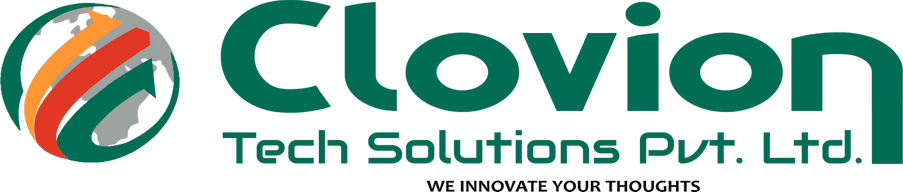 Clovion
Tech Solutions Pvt. Ltd.
WE INNOVATE YOUR THOUGHTS